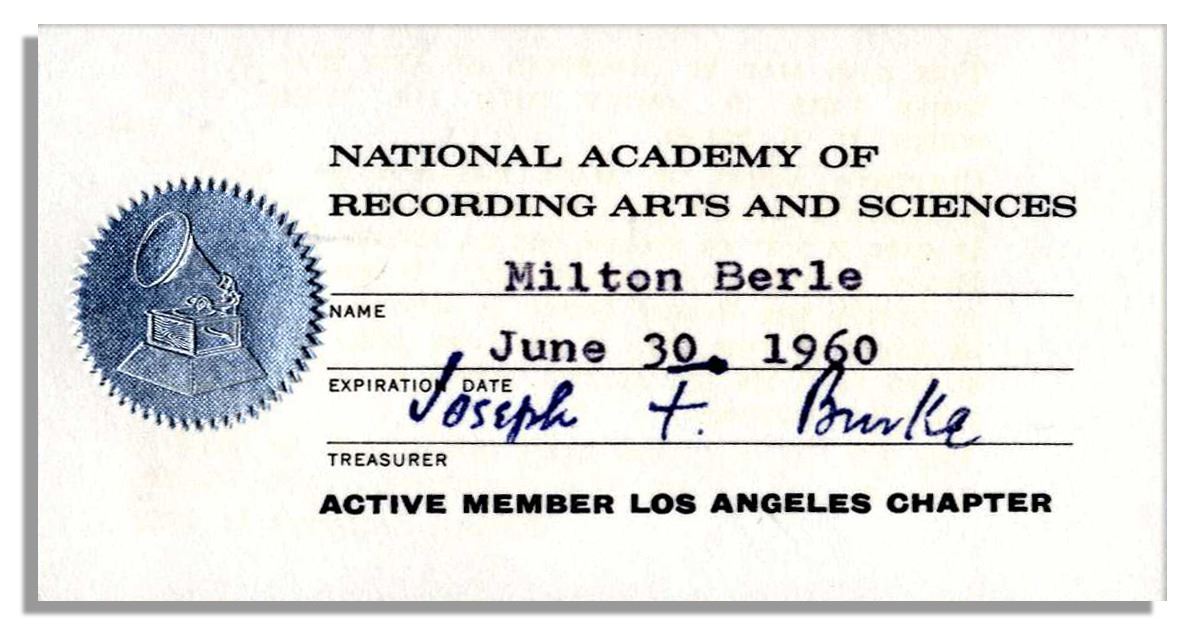 NATIONAL ACADEMY OF
RECORDING ARTS AND SCIENCES
Milton Berle
NAME
June 30, 1960
EXPIRATION DATE
Joseph F. Burke
TREASURER
ACTIVE MEMBER LOS ANGELES CHAPTER